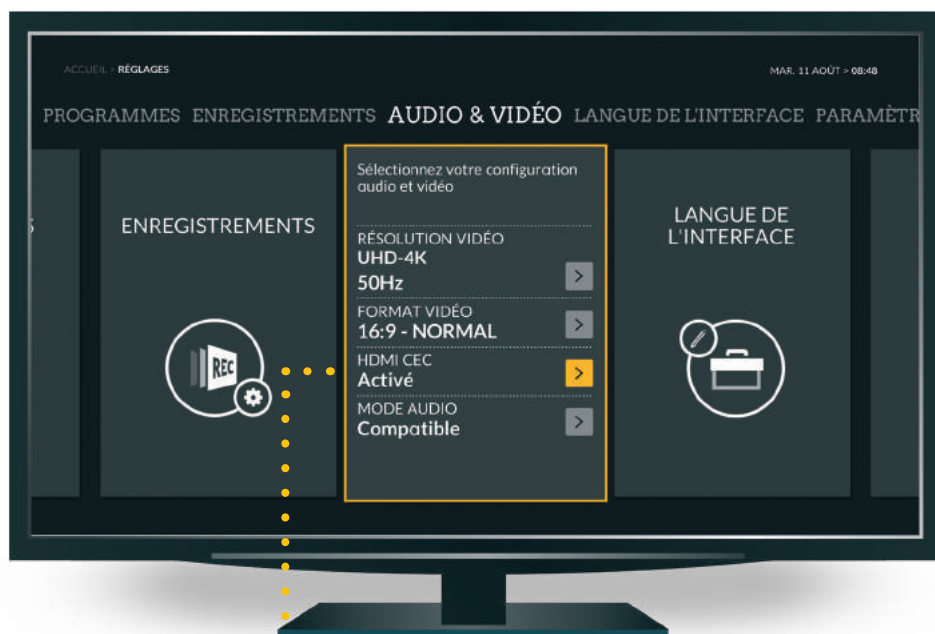 ACCUEIL > RÉGLAGES
MAR. 11 AOÛT > 08:48
PROGRAMMES ENREGISTREMENTS AUDIO & VIDÉO LANGUE DE L'INTERFACE PARAMÈTR
S
ENREGISTREMENTS
REC
Sélectionnez votre configuration
audio et vidéo
RÉSOLUTION VIDÉO
UHD-4K
50Hz
>
FORMAT VIDÉO
16:9 - NORMAL
>
HDMI CEC
Activé
>
MODE AUDIO
Compatible
>
LANGUE DE
L'INTERFACE